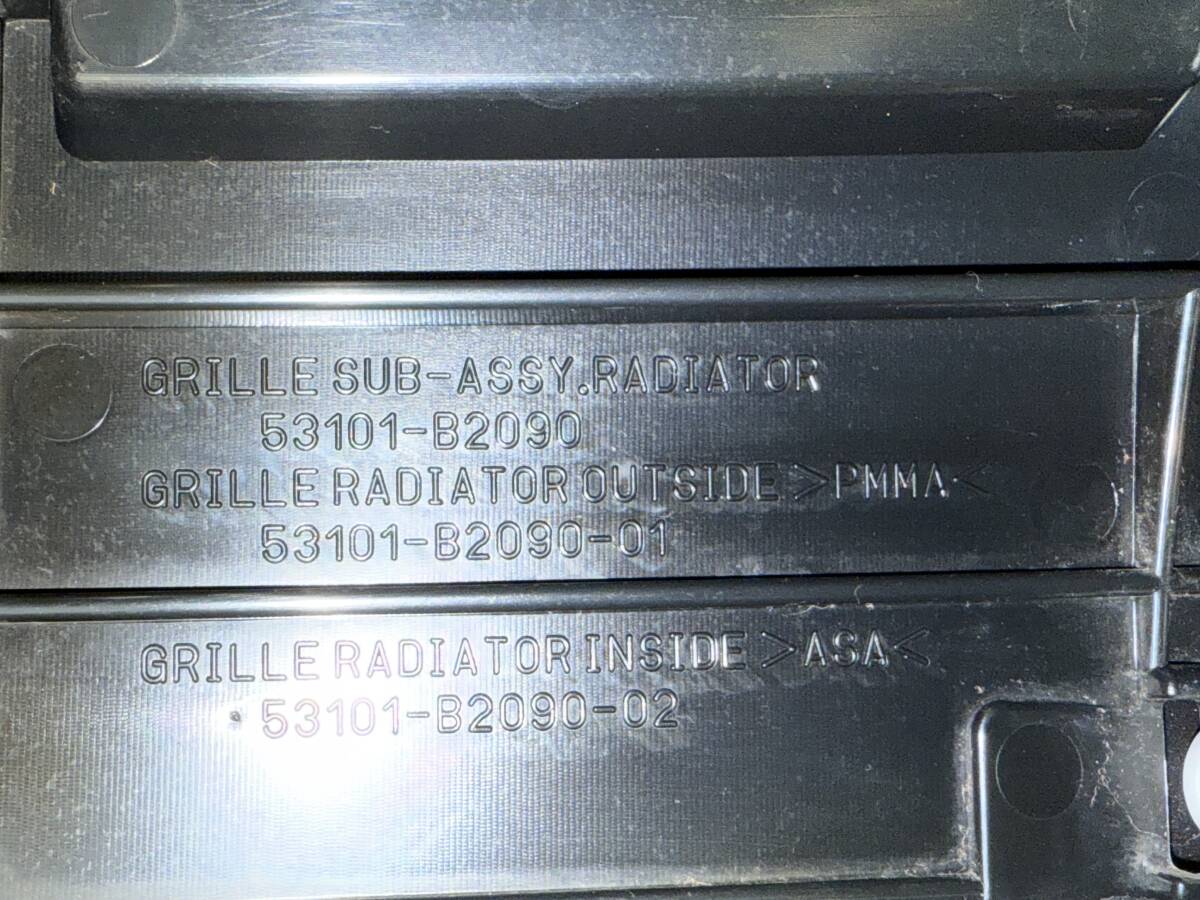 GRILLE SUB-ASSY.RADIATOR
53101-B2090
GRILLE RADIATOR OUTSIDE >PMMA<
53101-B2090-01
GRILLE RADIATOR INSIDE >ASA<
53101-B2090-02